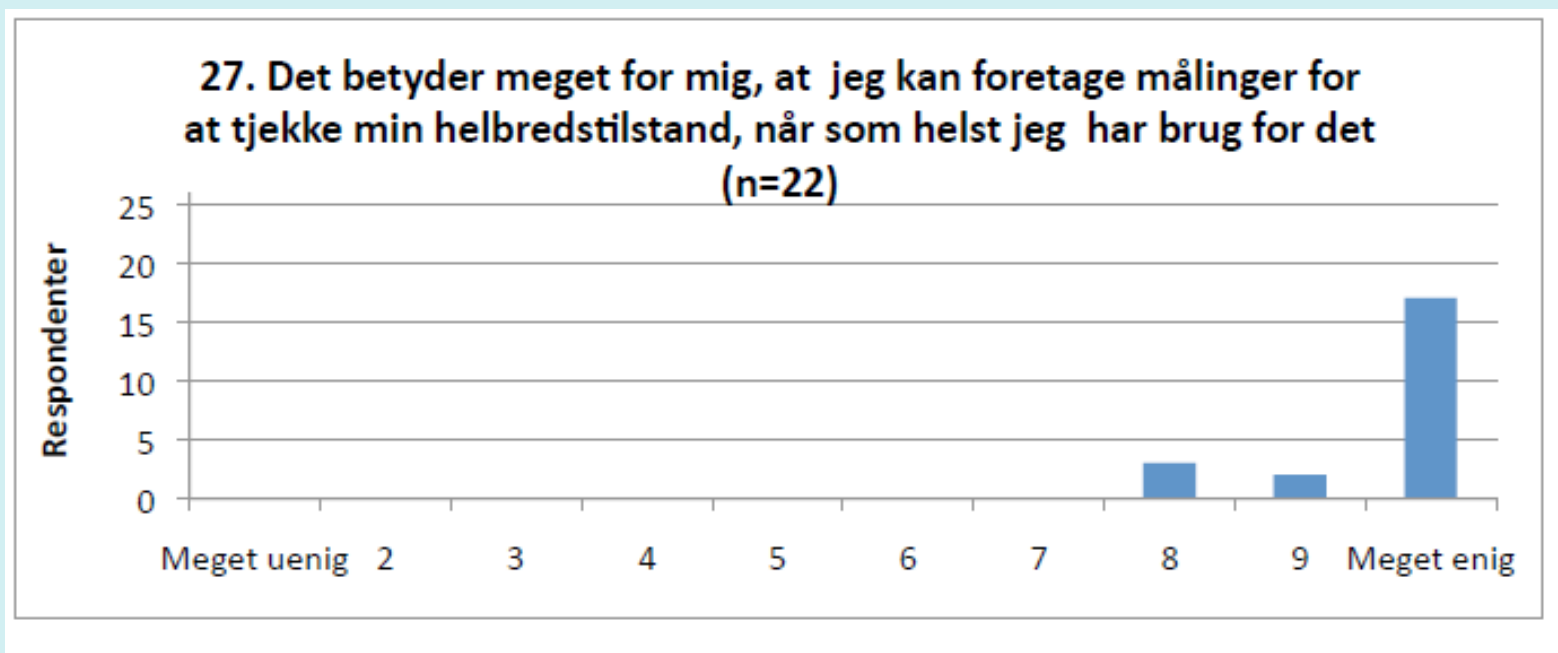 27. Det betyder meget for mig, at jeg kan foretage målinger for
at tjekke min helbredstilstand, når som helst jeg har brug for det
(n=22)
25
20
15
10
5
0
Respondenter
Meget uenig 2 3 4 5 6 7 8 9 Meget enig